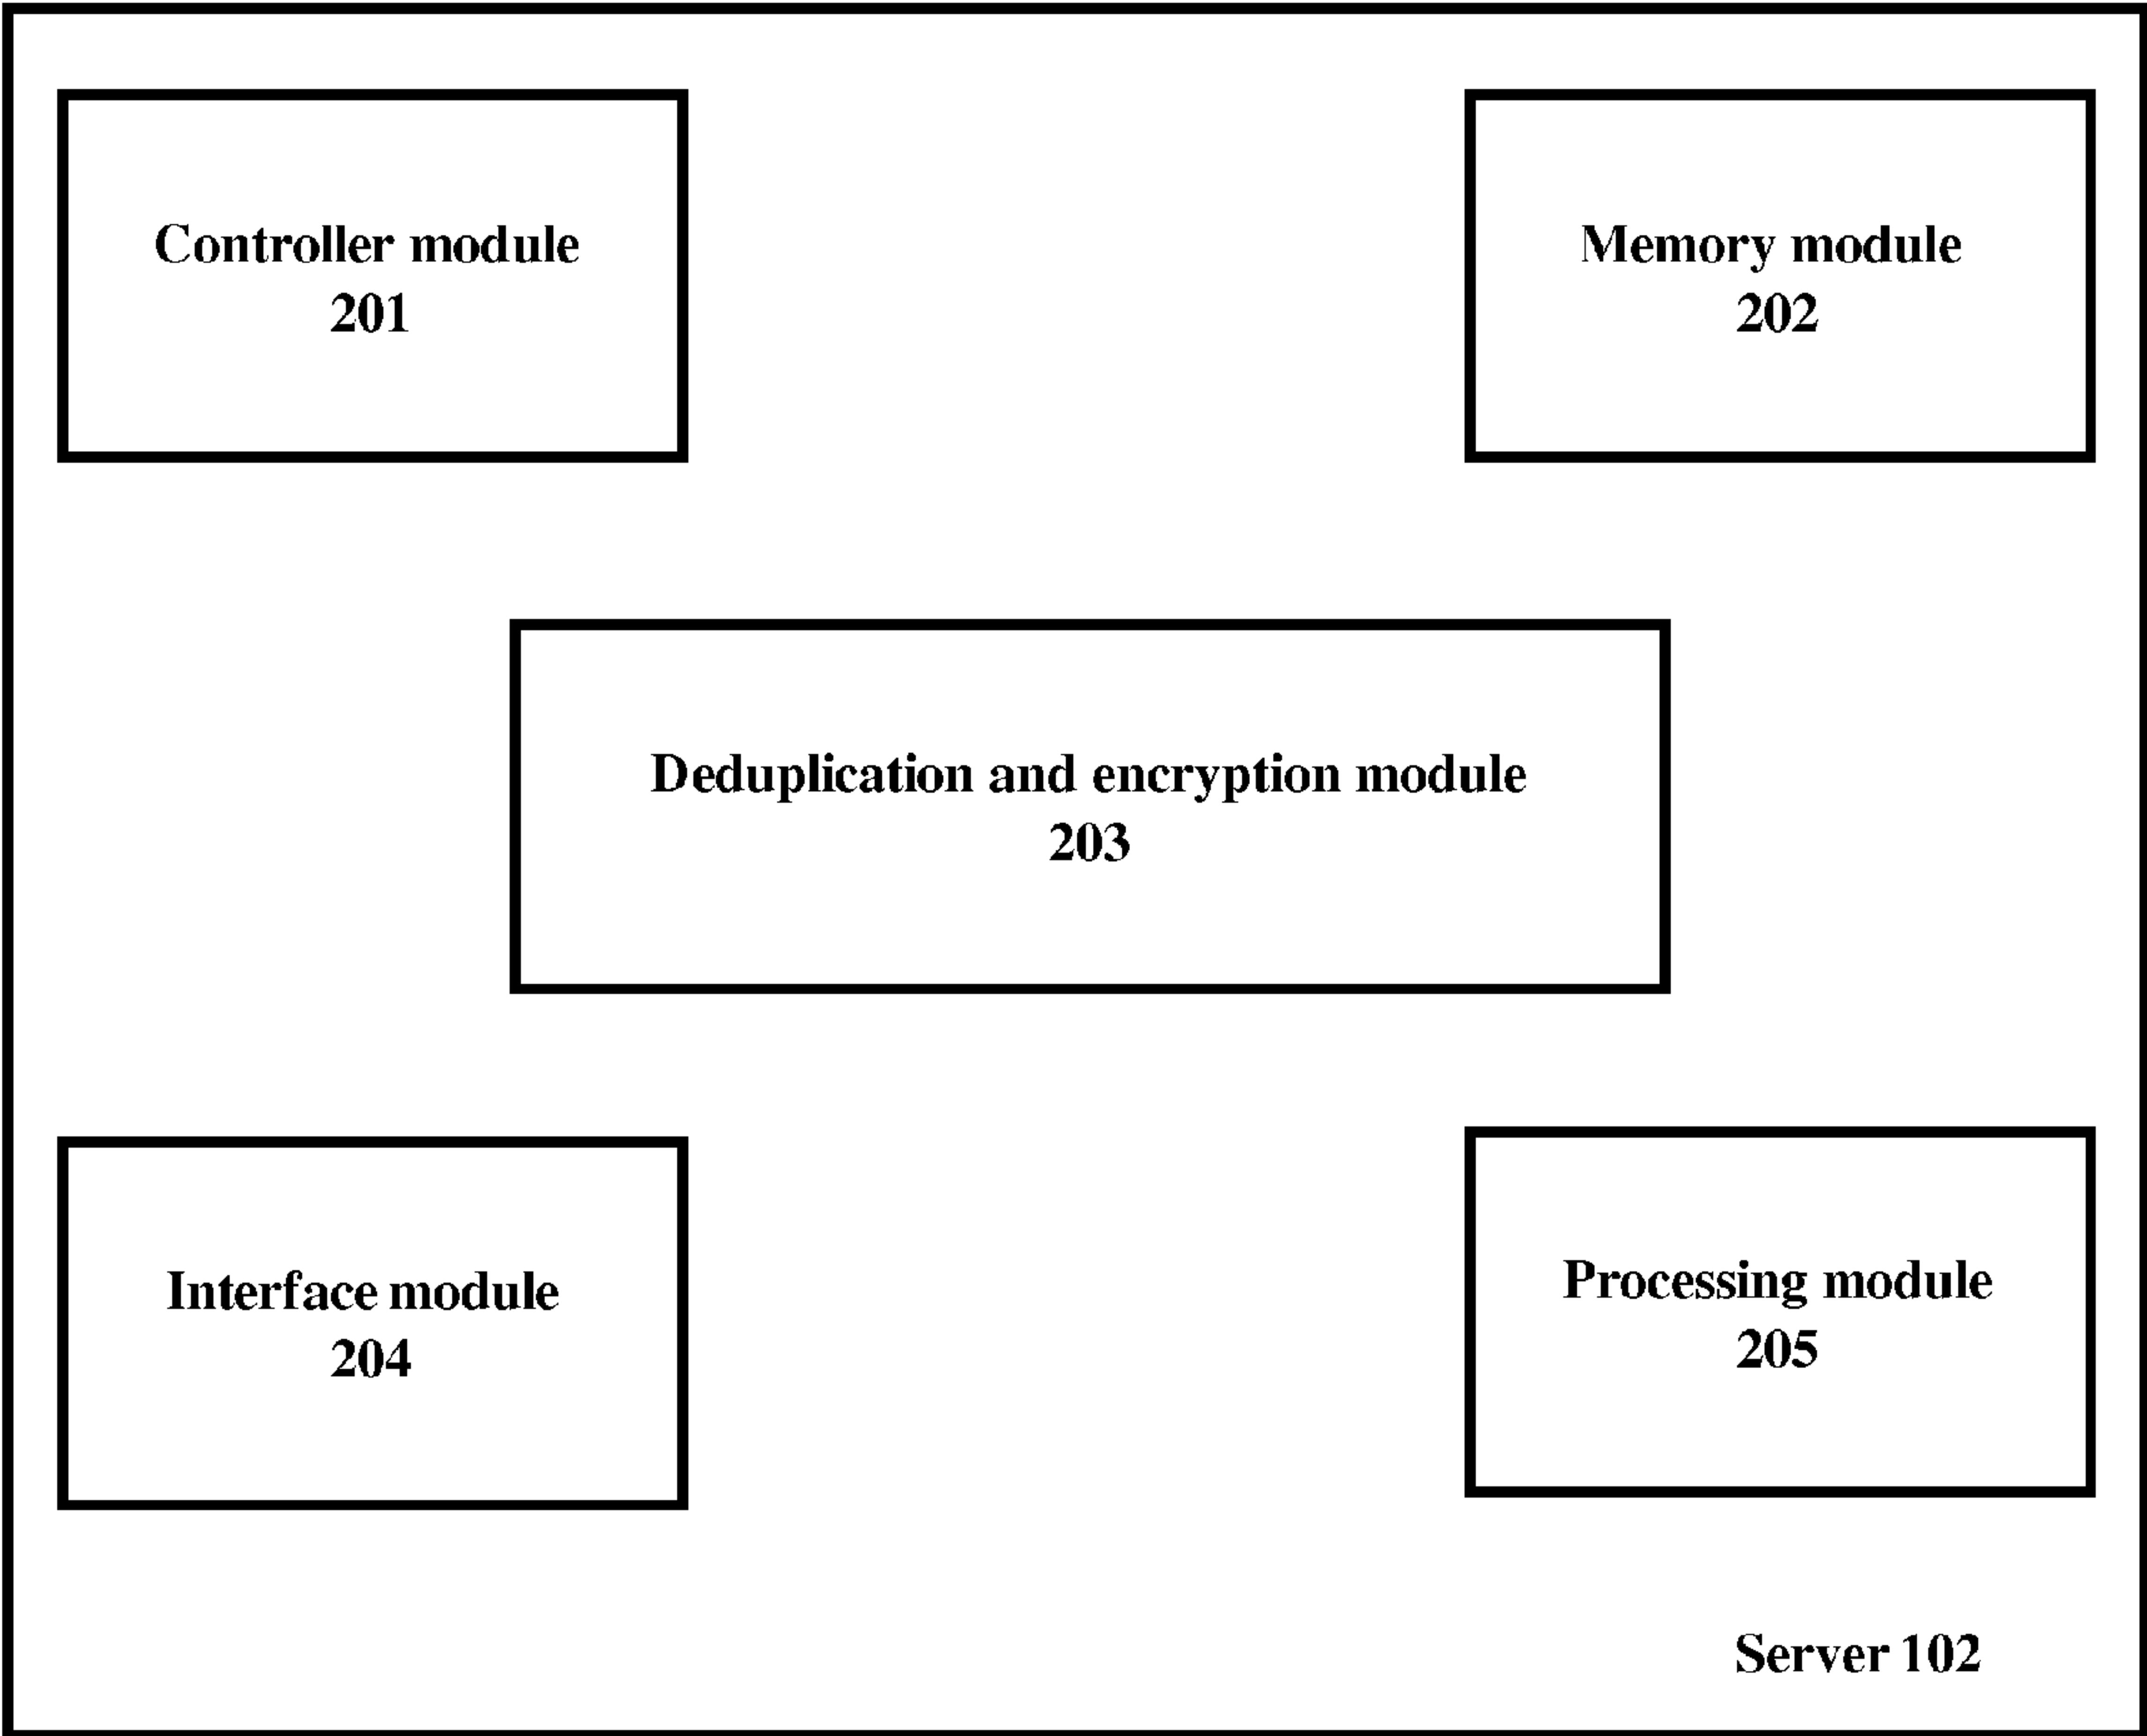 Controller module
201
Memory module
202
Deduplication and encryption module
203
Interface module
204
Processing module
205
Server 102